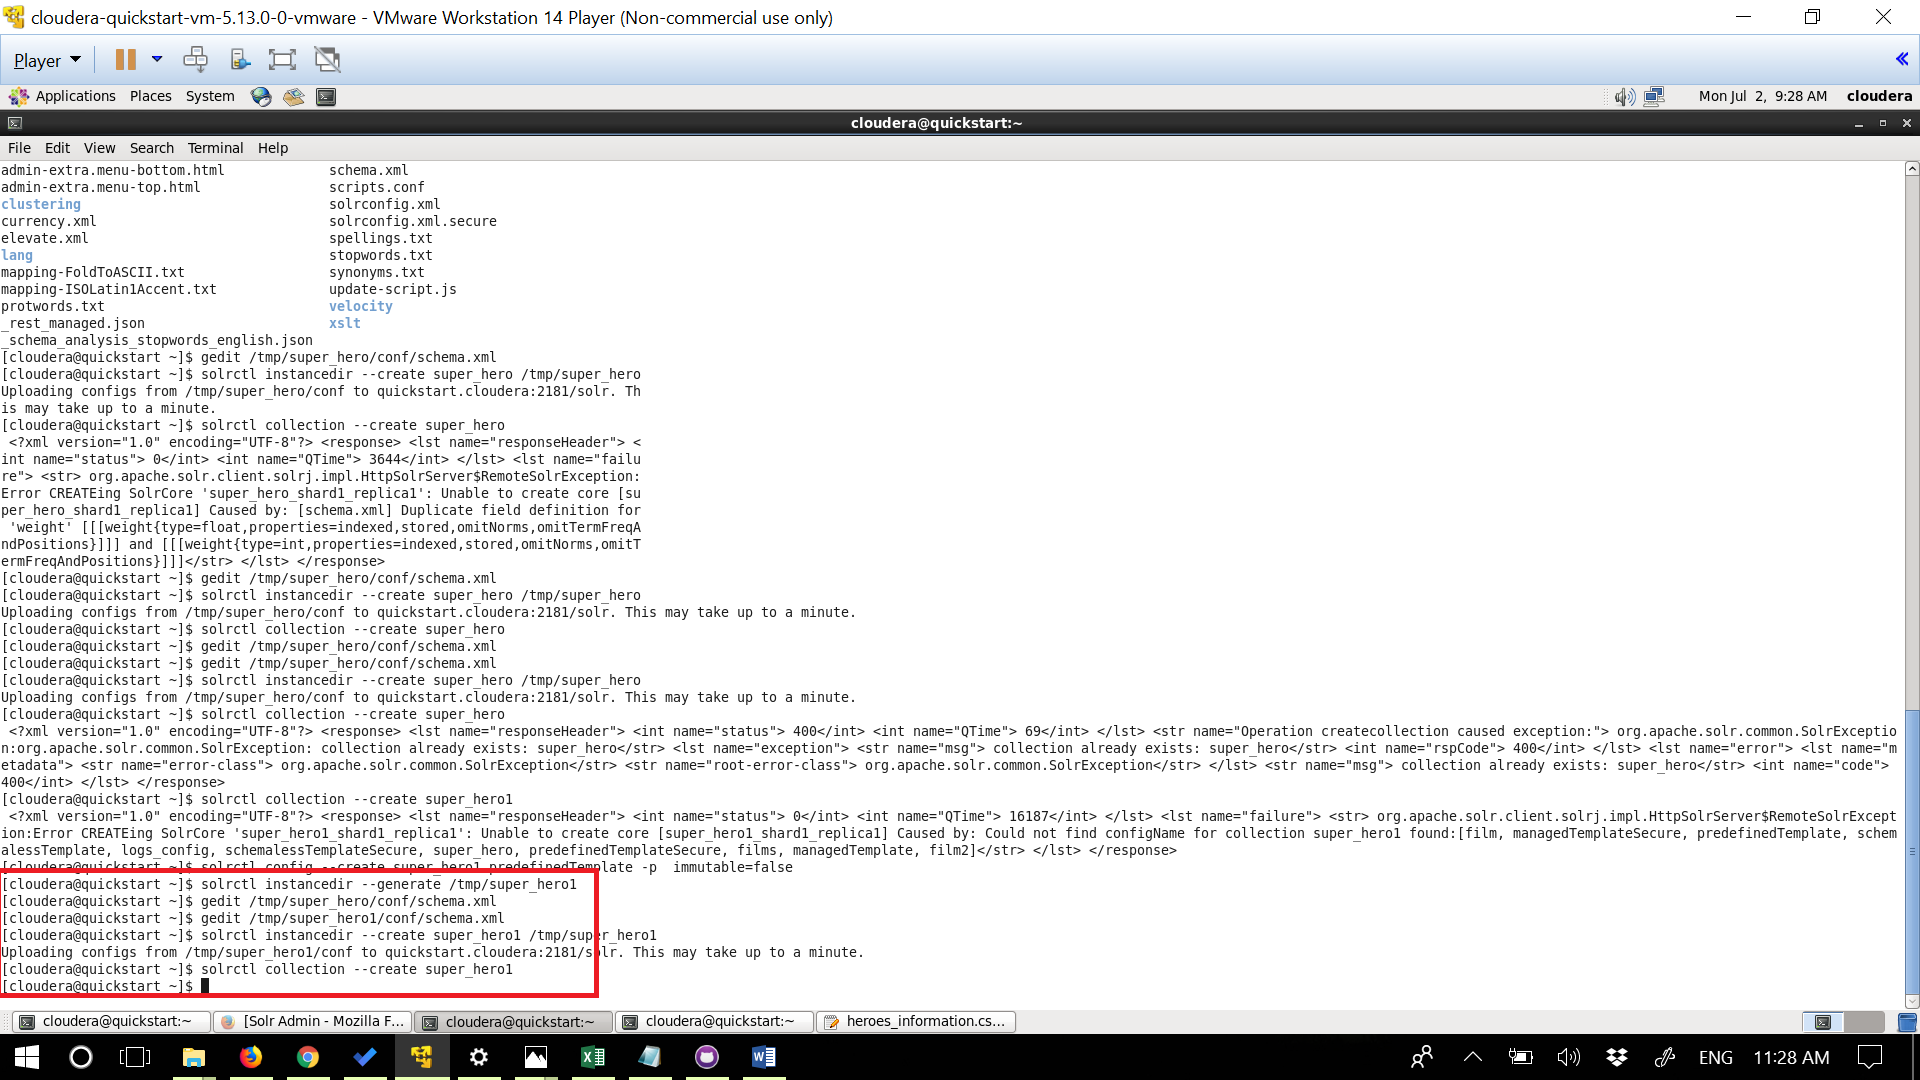 cloudera-quickstart-vm-5.13.0-0-vmware - VMware Workstation 14 Player (Non-commercial use only)
Player
Applications Places System Mon Jul 2, 9:28 AM cloudera
cloudera@quickstart:~
File Edit View Search Terminal Help
admin-extra.menu-bottom.html schema.xml
admin-extra.menu-top.html scripts.conf
clustering solrconfig.xml
currency.xml solrconfig.xml.secure
elevate.xml spellings.txt
lang stopwords.txt
mapping-FoldToASCII.txt synonyms.txt
mapping-ISOLatin1Accent.txt update-script.js
protwords.txt velocity
_rest_managed.json xslt
_schema_analysis_stopwords_english.json
[cloudera@quickstart ~]$ gedit /tmp/super_hero/conf/schema.xml
[cloudera@quickstart ~]$ solrctl instancedir --create super_hero /tmp/super_hero
Uploading configs from /tmp/super_hero/conf to quickstart.cloudera:2181/solr. Th
is may take up to a minute.
[cloudera@quickstart ~]$ solrctl collection --create super_hero
<?xml version="1.0" encoding="UTF-8"?> <response> <lst name="responseHeader"> <
int name="status"> 0</int> <int name="QTime"> 3644</int> </lst> <lst name="failu
re"> <str> org.apache.solr.client.solrj.impl.HttpSolrServer$RemoteSolrException:
Error CREATEing SolrCore 'super_hero_shard1_replica1': Unable to create core [su
per_hero_shard1_replica1] Caused by: [schema.xml] Duplicate field definition for
'weight' [[[weight{type=float,properties=indexed,stored,omitNorms,omitTermFreqA
ndPositions}]]] and [[[weight{type=int,properties=indexed,stored,omitNorms,omitT
ermFreqAndPositions}]]]</str> </lst> </response>
[cloudera@quickstart ~]$ gedit /tmp/super_hero/conf/schema.xml
[cloudera@quickstart ~]$ solrctl instancedir --create super_hero /tmp/super_hero
Uploading configs from /tmp/super_hero/conf to quickstart.cloudera:2181/solr. This may take up to a minute.
[cloudera@quickstart ~]$ solrctl collection --create super_hero
[cloudera@quickstart ~]$ gedit /tmp/super_hero/conf/schema.xml
[cloudera@quickstart ~]$ gedit /tmp/super_hero/conf/schema.xml
[cloudera@quickstart ~]$ solrctl instancedir --create super_hero /tmp/super_hero
Uploading configs from /tmp/super_hero/conf to quickstart.cloudera:2181/solr. This may take up to a minute.
[cloudera@quickstart ~]$ solrctl collection --create super_hero
<?xml version="1.0" encoding="UTF-8"?> <response> <lst name="responseHeader"> <int name="status"> 400</int> <int name="QTime"> 69</int> </lst> <str name="Operation createcollection caused exception:"> org.apache.solr.common.SolrExceptio
n:org.apache.solr.common.SolrException: collection already exists: super_hero</str> <lst name="exception"> <str name="msg"> collection already exists: super_hero</str> <int name="rspCode"> 400</int> </lst> <lst name="error"> <lst name="m
etadata"> <str name="error-class"> org.apache.solr.common.SolrException</str> <str name="root-error-class"> org.apache.solr.common.SolrException</str> </lst> <str name="msg"> collection already exists: super_hero</str> <int name="code">
400</int> </lst> </response>
[cloudera@quickstart ~]$ solrctl collection --create super_hero1
<?xml version="1.0" encoding="UTF-8"?> <response> <lst name="responseHeader"> <int name="status"> 0</int> <int name="QTime"> 16187</int> </lst> <lst name="failure"> <str> org.apache.solr.client.solrj.impl.HttpSolrServer$RemoteSolrExcept
ion:Error CREATEing SolrCore 'super_hero1_shard1_replica1': Unable to create core [super_hero1_shard1_replica1] Caused by: Could not find configName for collection super_hero1 found:[film, managedTemplateSecure, predefinedTemplate, schem
alessTemplate, logs_config, schemalessTemplateSecure, super_hero, predefinedTemplateSecure, films, managedTemplate, film2]</str> </lst> </response>
[cloudera@quickstart ~]$ solrctl config --create super_hero1 predefinedTemplate -p immutable=false
[cloudera@quickstart ~]$ solrctl instancedir --generate /tmp/super_hero1
[cloudera@quickstart ~]$ gedit /tmp/super_hero/conf/schema.xml
[cloudera@quickstart ~]$ gedit /tmp/super_hero1/conf/schema.xml
[cloudera@quickstart ~]$ solrctl instancedir --create super_hero1 /tmp/super_hero1
Uploading configs from /tmp/super_hero1/conf to quickstart.cloudera:2181/solr. This may take up to a minute.
[cloudera@quickstart ~]$ solrctl collection --create super_hero1
[cloudera@quickstart ~]$
cloudera@quickstart:~ [Solr Admin - Mozilla F... cloudera@quickstart:~ cloudera@quickstart:~ heroes_information.cs...
ENG 11:28 AM